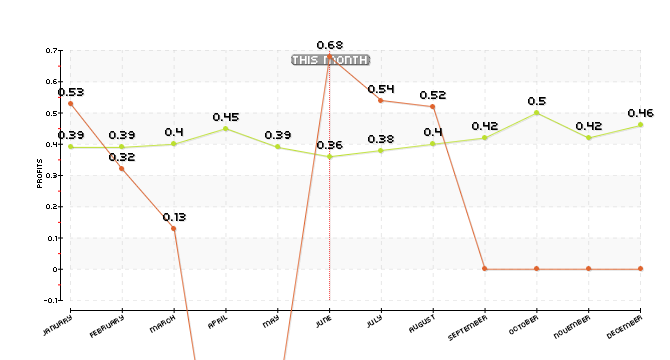 0.68
THIS MONTH
0.7
0.6
0.5
0.4
0.3
0.2
0.1
0
-0.1
PROFITS
0.53
0.32
0.13
0.54
0.52
0.39
0.39
0.4
0.45
0.39
0.36
0.38
0.4
0.42
0.5
0.42
0.46
JANUARY
FEBRUARY
MARCH
APRIL
MAY
JUNE
JULY
AUGUST
SEPTEMBER
OCTOBER
NOVEMBER
DECEMBER